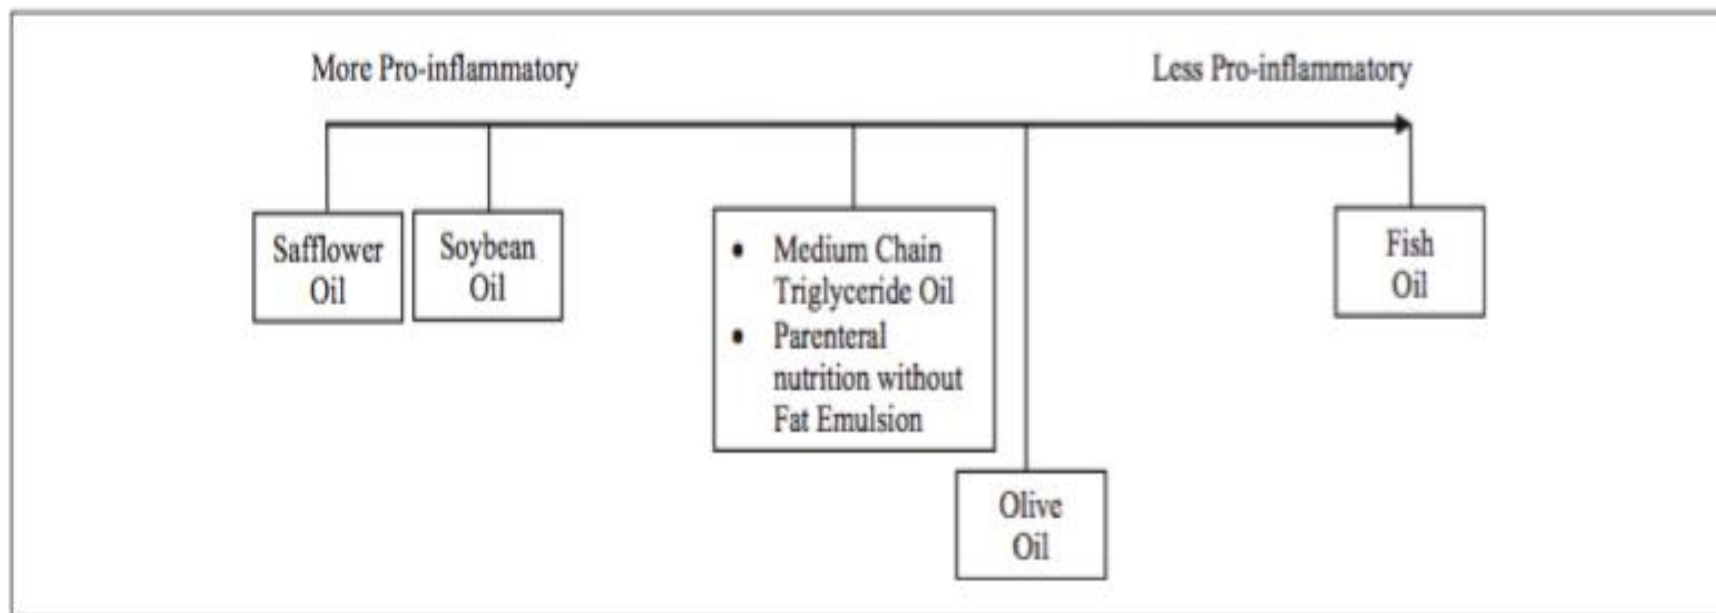 More Pro-inflammatory
Less Pro-inflammatory
Safflower
Oil
Soybean
Oil
• Medium Chain
Triglyceride Oil
• Parenteral
nutrition without
Fat Emulsion
Olive
Oil
Fish
Oil